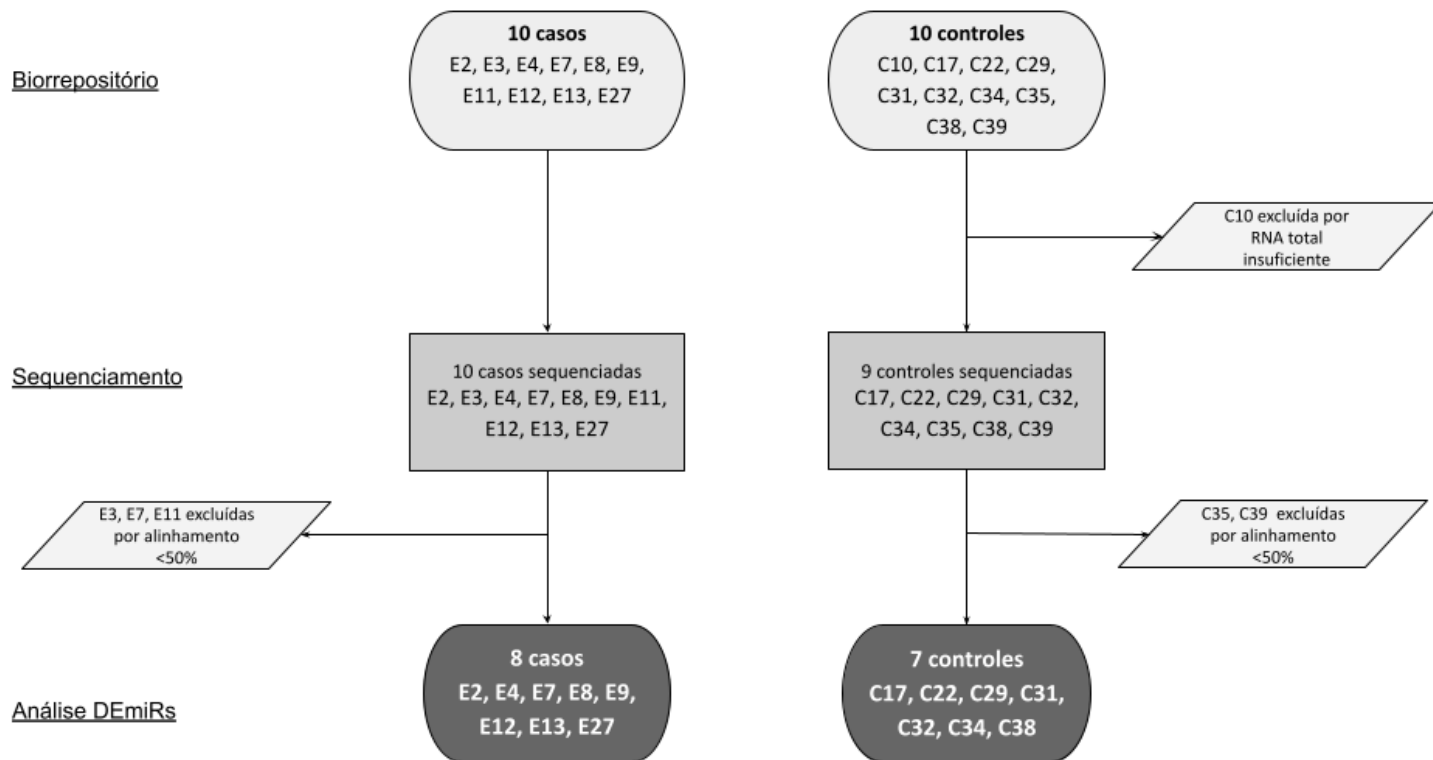 Biorrepositório
10 casos
E2, E3, E4, E7, E8, E9,
E11, E12, E13, E27
10 controles
C10, C17, C22, C29,
C31, C32, C34, C35,
C38, C39
C10 excluída por
RNA total
insuficiente
Sequenciamento
10 casos sequenciadas
E2, E3, E4, E7, E8, E9, E11,
E12, E13, E27
9 controles sequenciadas
C17, C22, C29, C31, C32,
C34, C35, C38, C39
E3, E7, E11 excluídas
por alinhamento
<50%
C35, C39 excluídas
por alinhamento
<50%
Análise DEmiRs
8 casos
E2, E4, E7, E8, E9,
E12, E13, E27
7 controles
C17, C22, C29, C31,
C32, C34, C38